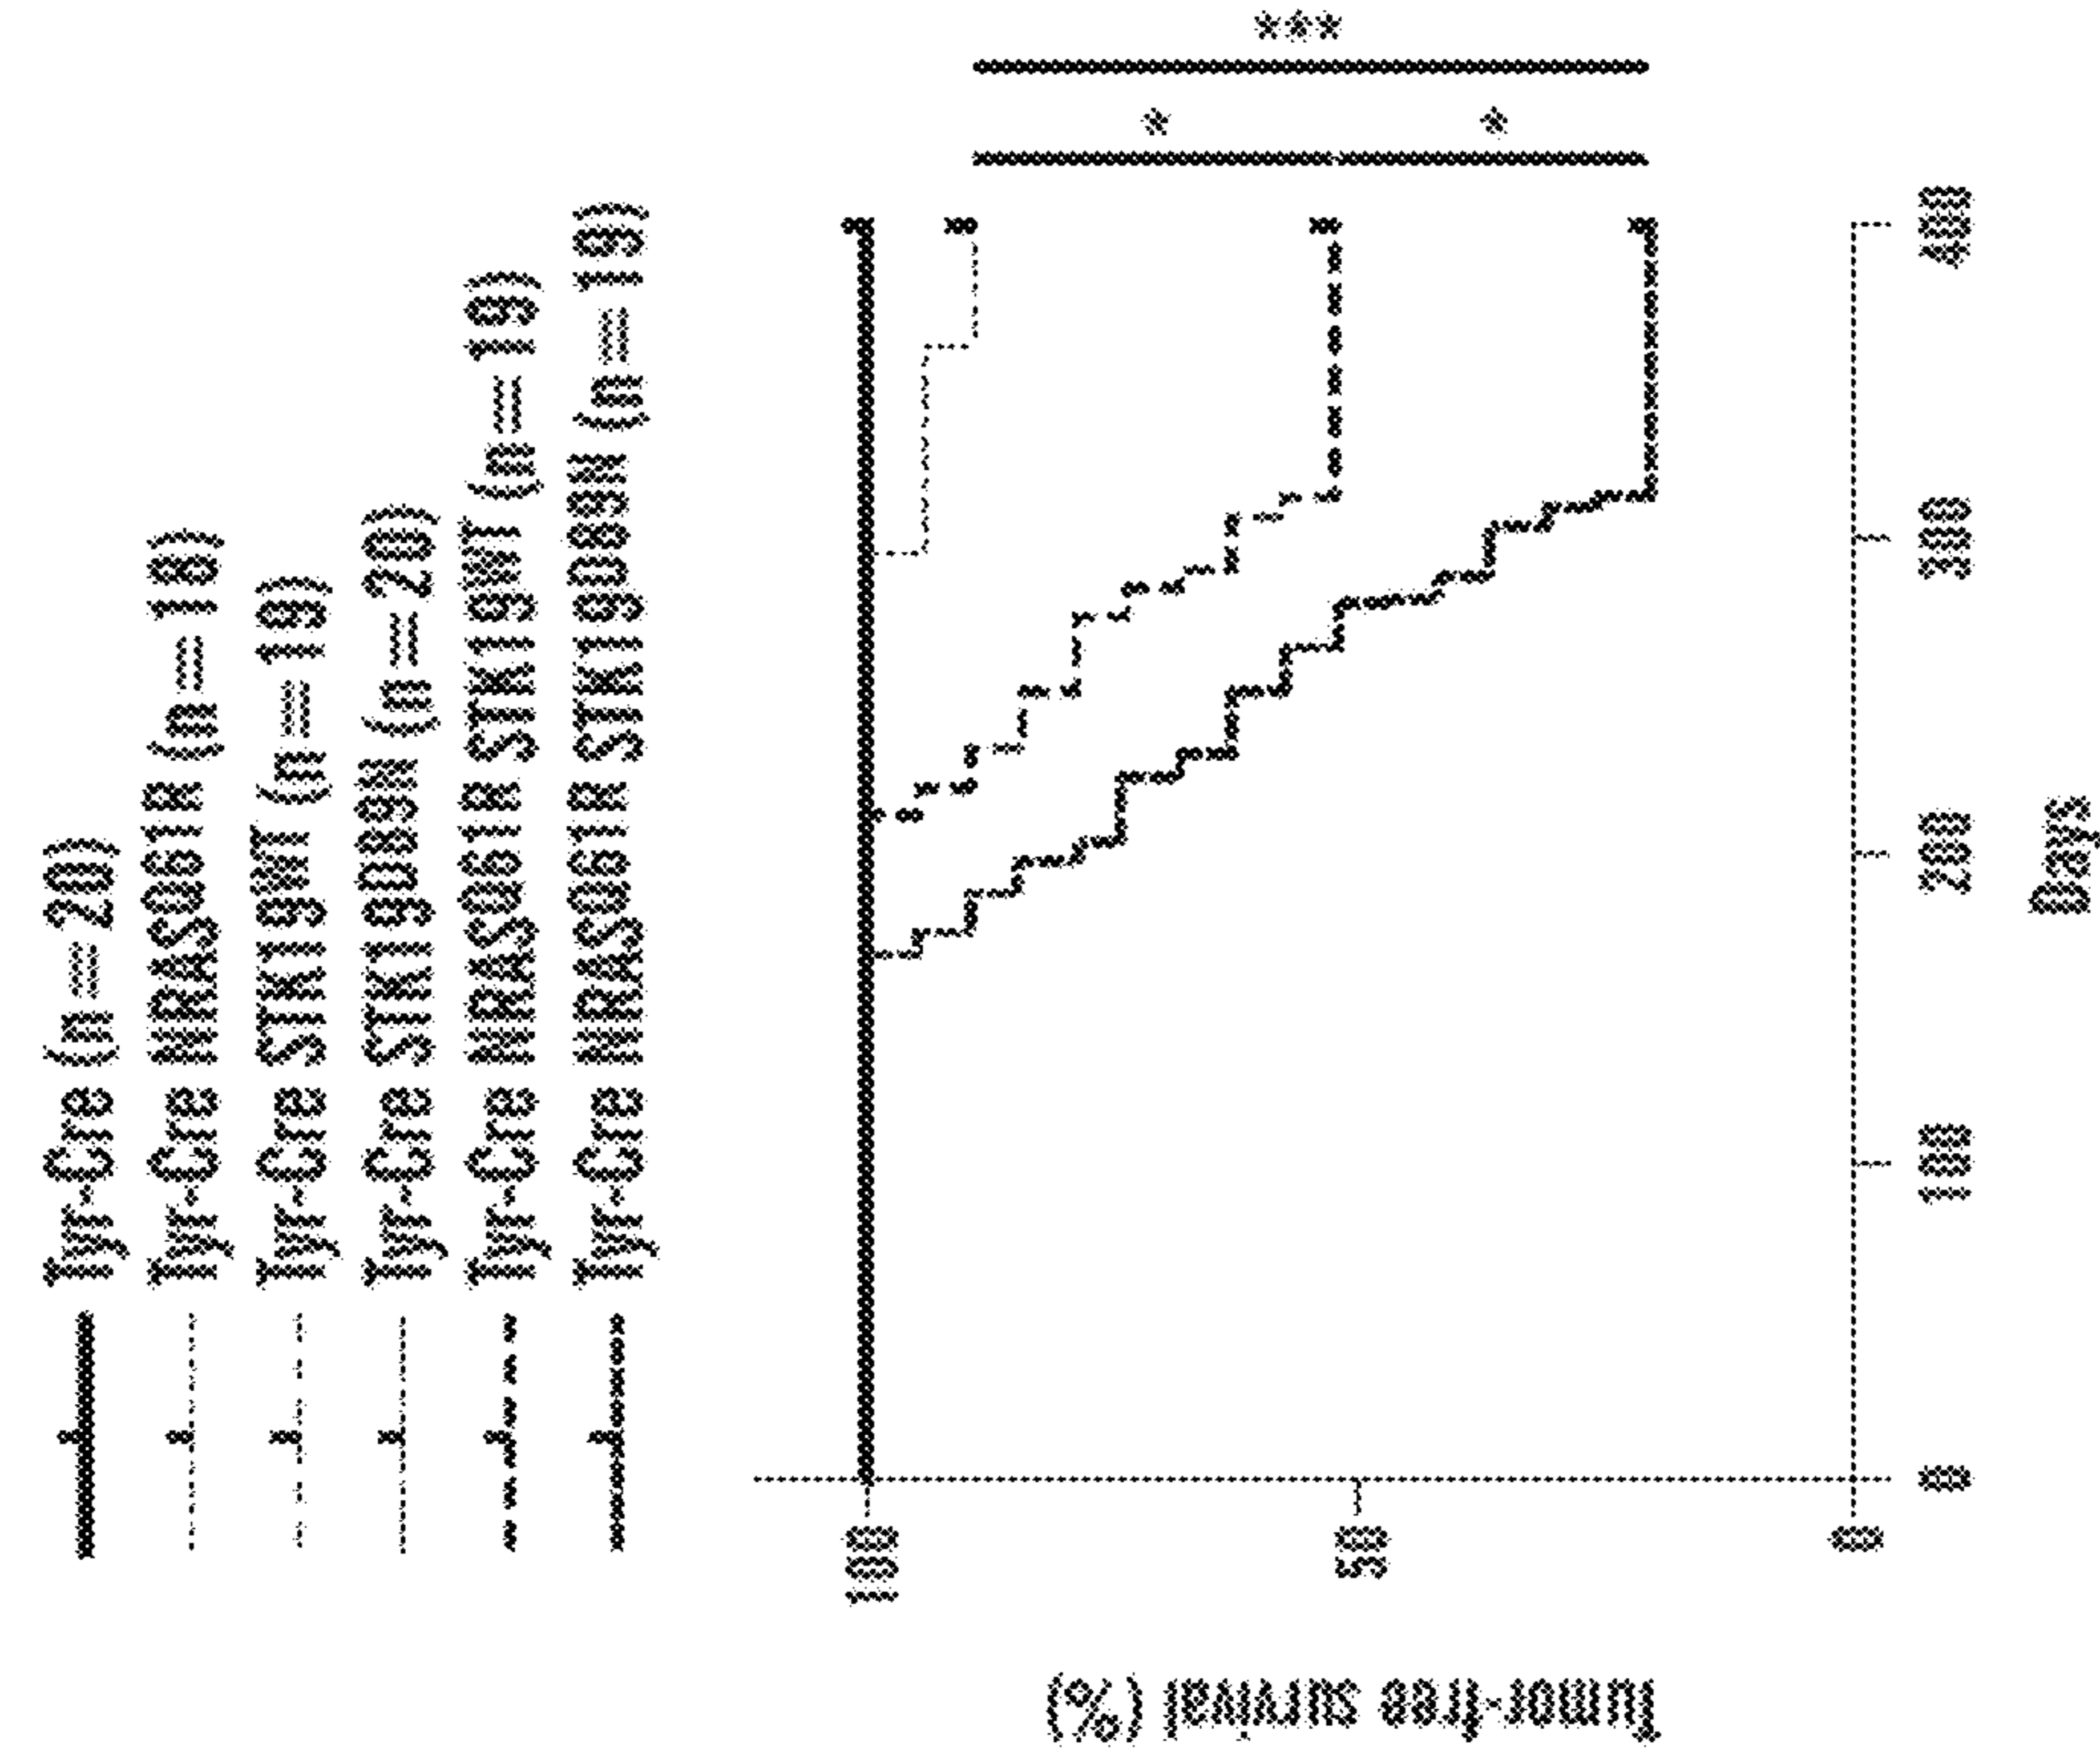 Tyr-Cre (n=20)
Tyr-Cre NRASQ61R (n=18)
Tyr-Cre STK19WT (n=19)
Tyr-Cre STK19D89N (n=20)
Tyr-Cre NRASQ61R STK19WT (n=19)
Tyr-Cre NRASQ61R STK19D89N (n=19)
Tumor-free survival (%)
100
50
0
0
100
200
300
400
Days
*
*
***